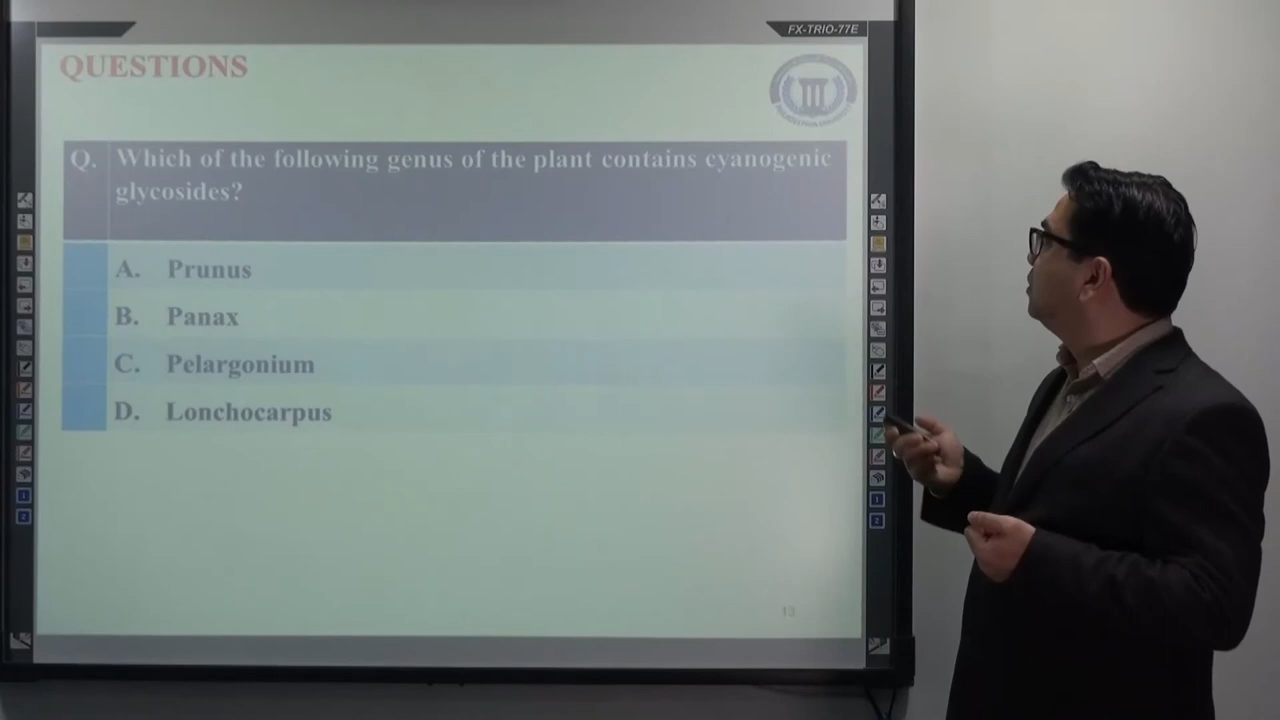 FX-TRIO-77E
QUESTIONS
Q. Which of the following genus of the plant contains cyanogenic
glycosides?
A. Prunus
B. Panax
C. Pelargonium
D. Lonchocarpus
13